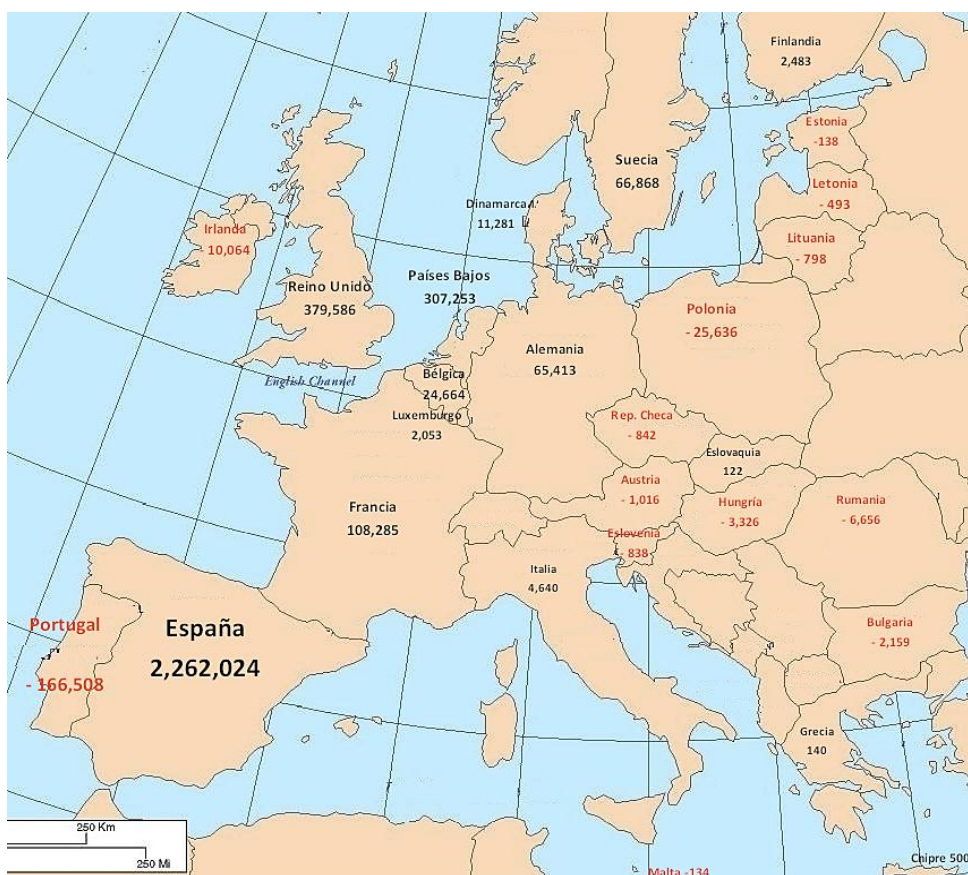 Finlandia
2,483
Estonia
-138
Suecia
66,868
Letonia
- 493
Dinamarca
11,281
Irlanda
- 10,064
Lituania
- 798
Países Bajos
307,253
Reino Unido
379,586
Polonia
- 25,636
Alemania
65,413
English Channel
Bélgica
24,664
Luxemburgo
2,053
Rep. Checa
- 842
Eslovaquia
122
Austria
- 1,016
Hungría
- 3,326
Rumania
- 6,656
Francia
108,285
Eslovenia
- 838
Italia
4,640
Portugal
- 166,508
España
2,262,024
Bulgaria
- 2,159
Grecia
140
250 Km
250 Mi
Chipre 500
Malta -134